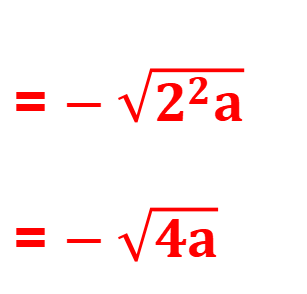 = − √2²a
= − √4a